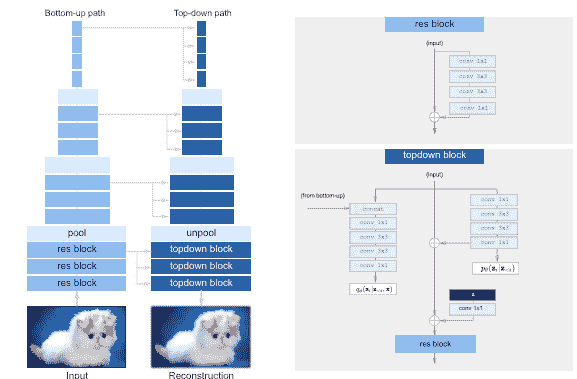 Bottom-up path
Top-down path
pool
unpool
res block
topdown block
res block
topdown block
res block
topdown block
Input
Reconstruction
res block
(input)
conv 1x1
conv 3x3
conv 3x3
conv 1x1
topdown block
(input)
(from bottom-up)
concat
conv 1x1
conv 3x3
conv 3x3
conv 1x1
conv 1x1
conv 3x3
conv 3x3
conv 1x1
z
conv 1x1
res block